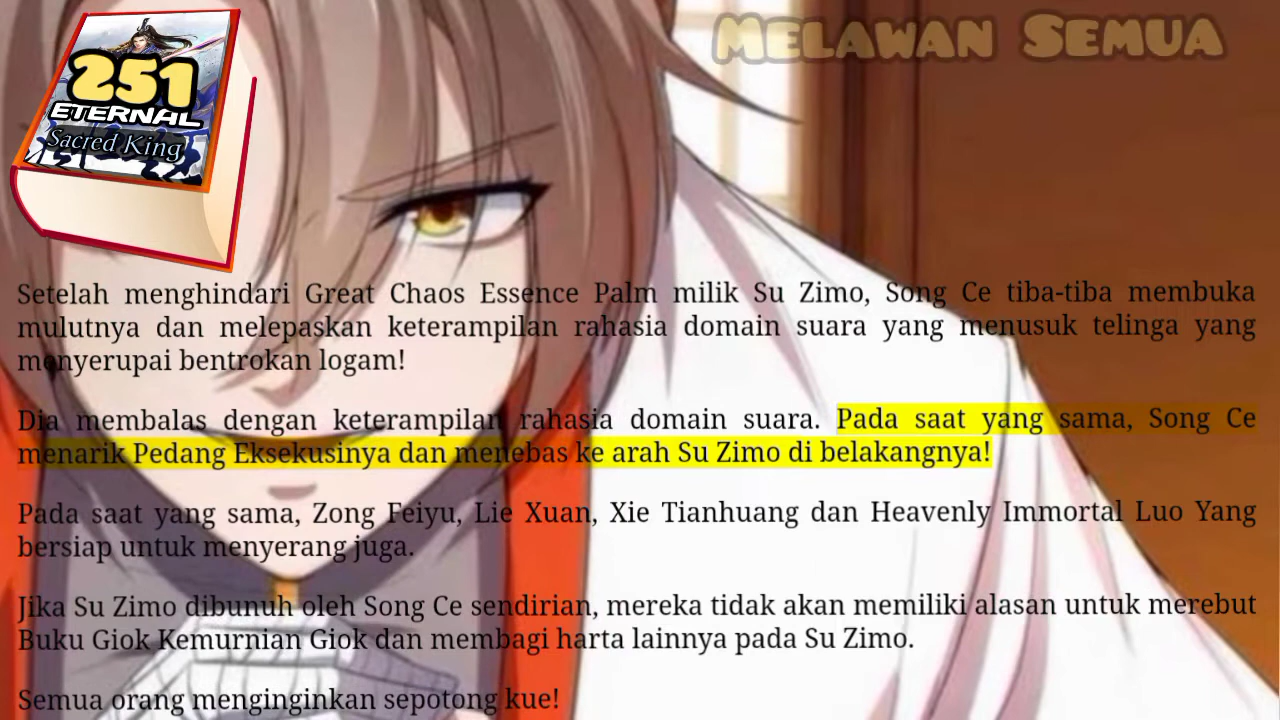 Melawan Semua
251
ETERNAL
Sacred King
Setelah menghindari Great Chaos Essence Palm milik Su Zimo, Song Ce tiba-tiba membuka
mulutnya dan melepaskan keterampilan rahasia domain suara yang menusuk telinga yang
menyerupai bentrokan logam!
Dia membalas dengan keterampilan rahasia domain suara. Pada saat yang sama, Song Ce
menarik Pedang Eksekusinya dan menebas ke arah Su Zimo di belakangnya!
Pada saat yang sama, Zong Feiyu, Lie Xuan, Xie Tianhuang dan Heavenly Immortal Luo Yang
bersiap untuk menyerang juga.
Jika Su Zimo dibunuh oleh Song Ce sendirian, mereka tidak akan memiliki alasan untuk merebut
Buku Giok Kemurnian Giok dan membagi harta lainnya pada Su Zimo.
Semua orang menginginkan sepotong kue!